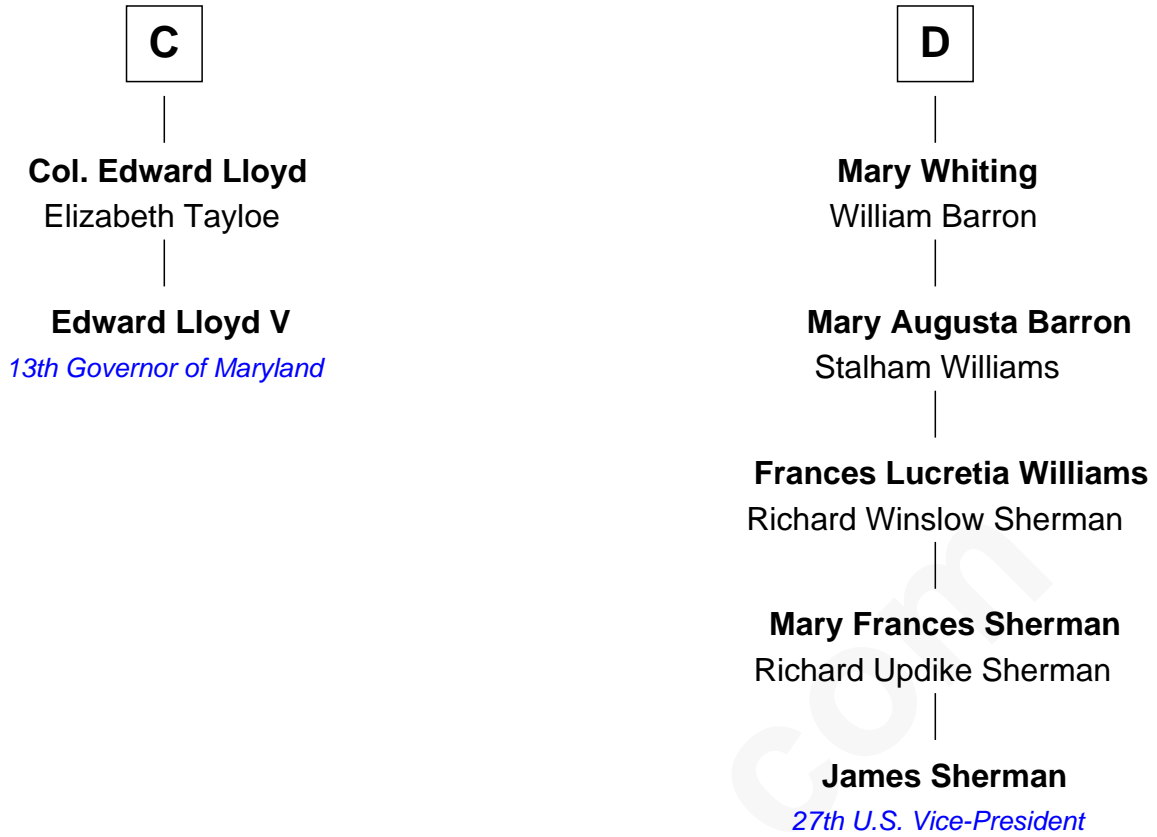 C
Col. Edward Lloyd
Elizabeth Tayloe
Edward Lloyd V
13th Governor of Maryland
D
Mary Whiting
William Barron
Mary Augusta Barron
Stalham Williams
Frances Lucretia Williams
Richard Winslow Sherman
Mary Frances Sherman
Richard Updike Sherman
James Sherman
27th U.S. Vice-President
com